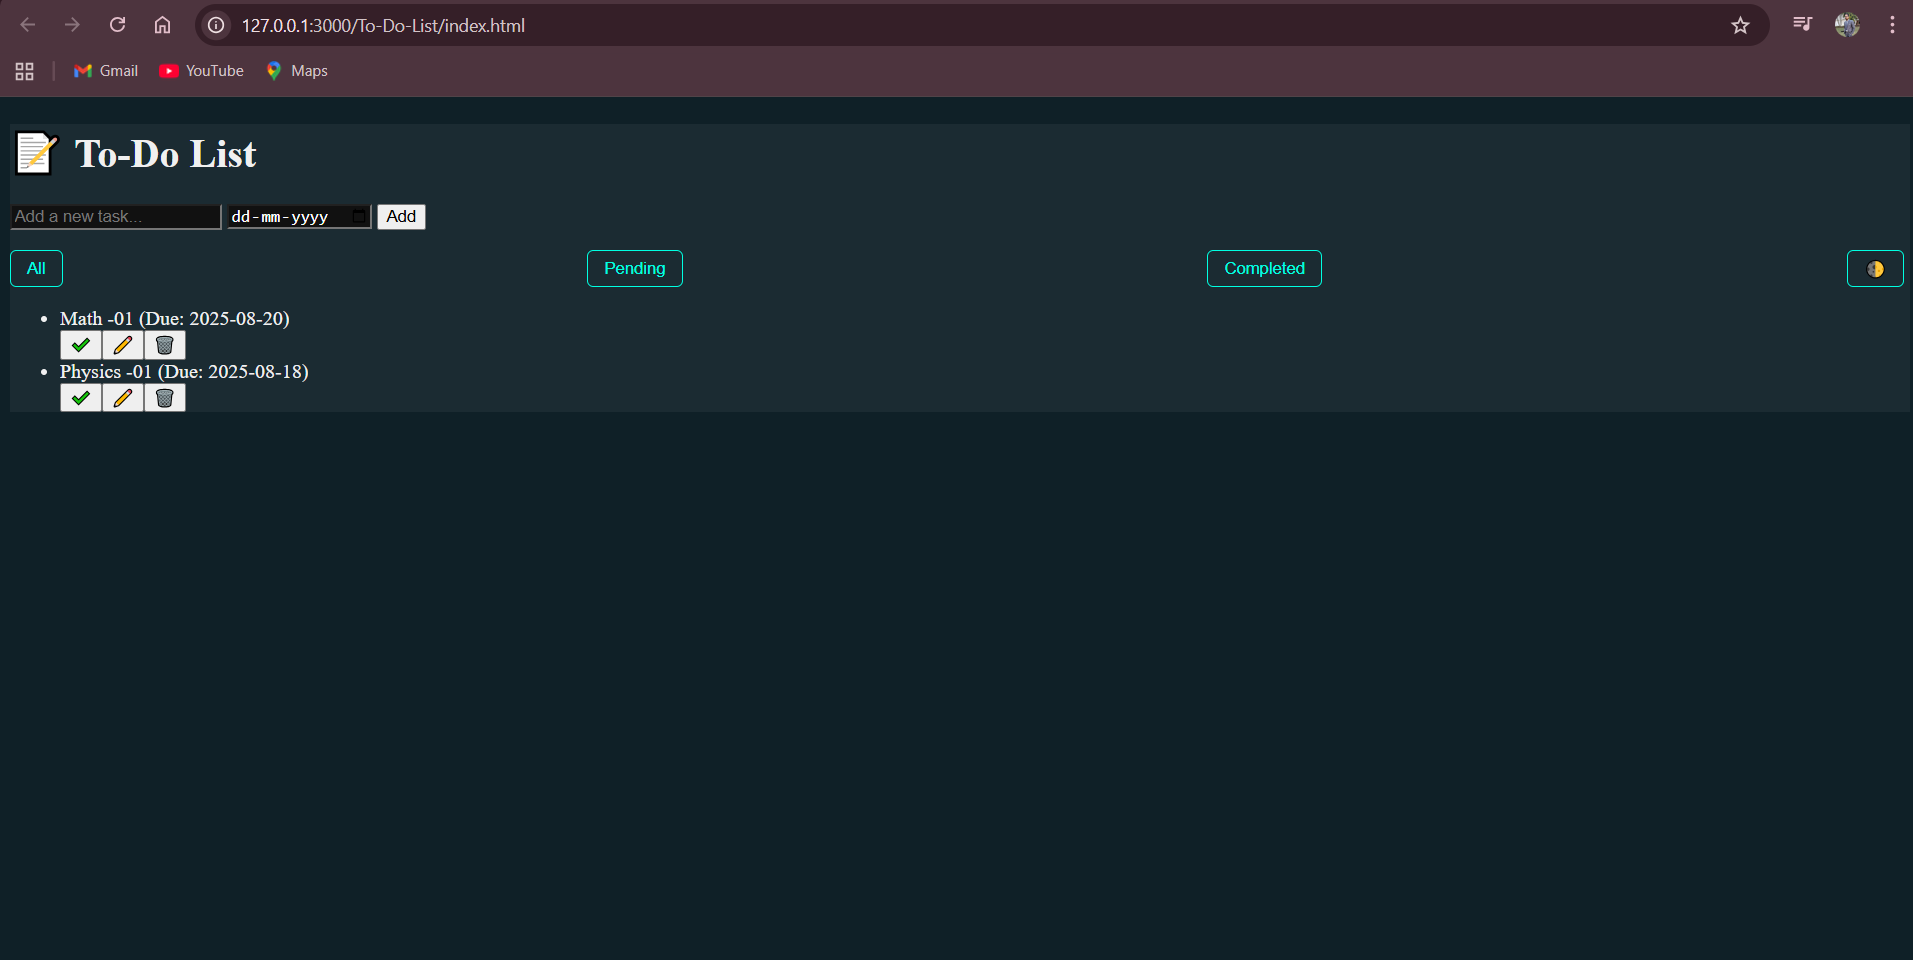 127.0.0.1:3000/To-Do-List/index.html
Gmail YouTube Maps
To-Do List
Add a new task... dd-mm-yyyy Add
All Pending Completed
Math -01 (Due: 2025-08-20)
Physics -01 (Due: 2025-08-18)